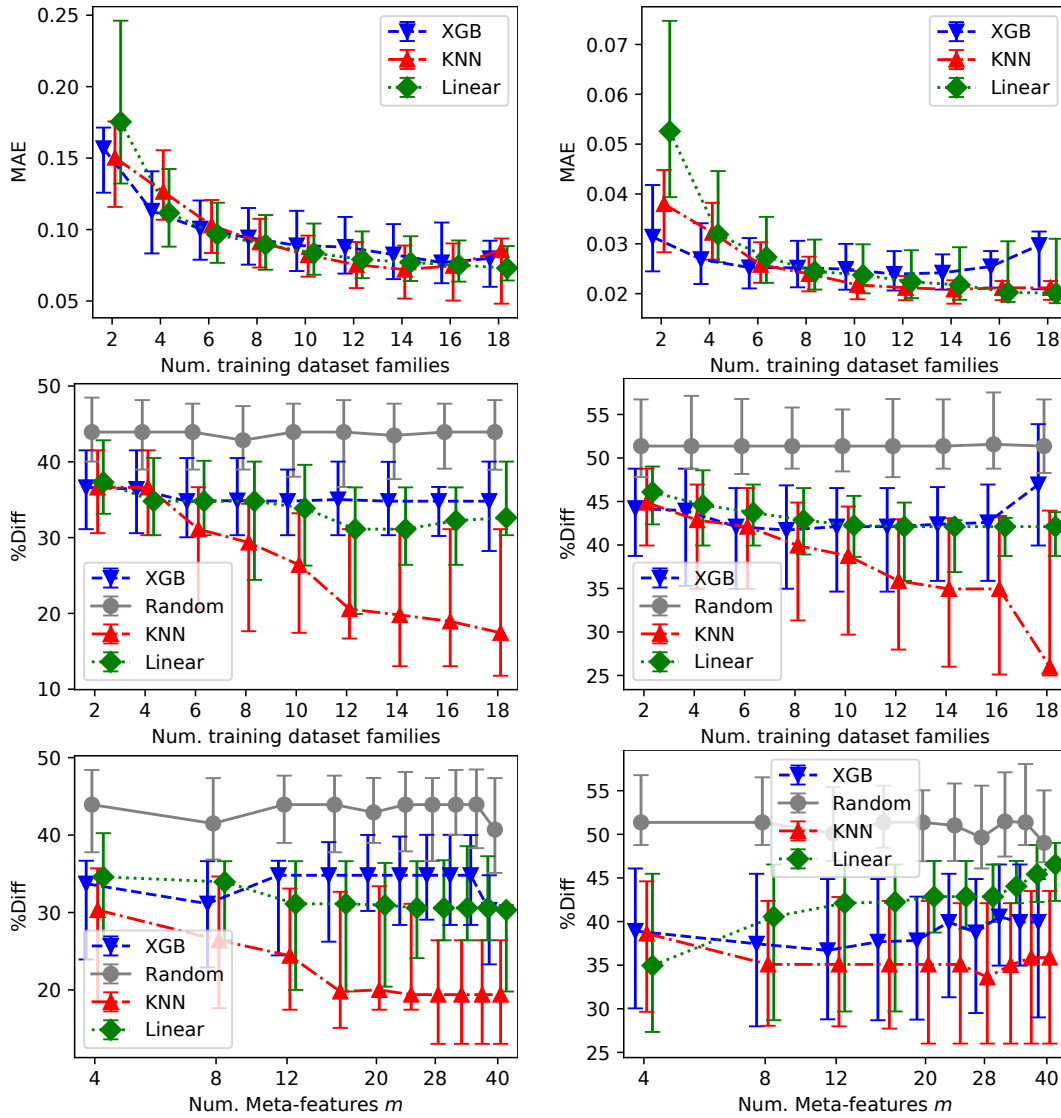 0.25
0.20
0.15
0.10
0.05
MAE
XGB
KNN
Linear
2 4 6 8 10 12 14 16 18
Num. training dataset families
0.07
0.06
0.05
0.04
0.03
0.02
MAE
XGB
KNN
Linear
2 4 6 8 10 12 14 16 18
Num. training dataset families
50
40
30
20
10
%Diff
XGB
Random
KNN
Linear
2 4 6 8 10 12 14 16 18
Num. training dataset families
55
50
45
40
35
30
25
%Diff
XGB
Random
KNN
Linear
2 4 6 8 10 12 14 16 18
Num. training dataset families
50
40
30
20
%Diff
XGB
Random
KNN
Linear
4 8 12 20 28 40
Num. Meta-features m
55
50
45
40
35
30
25
%Diff
XGB
Random
KNN
Linear
4 8 12 20 28 40
Num. Meta-features m